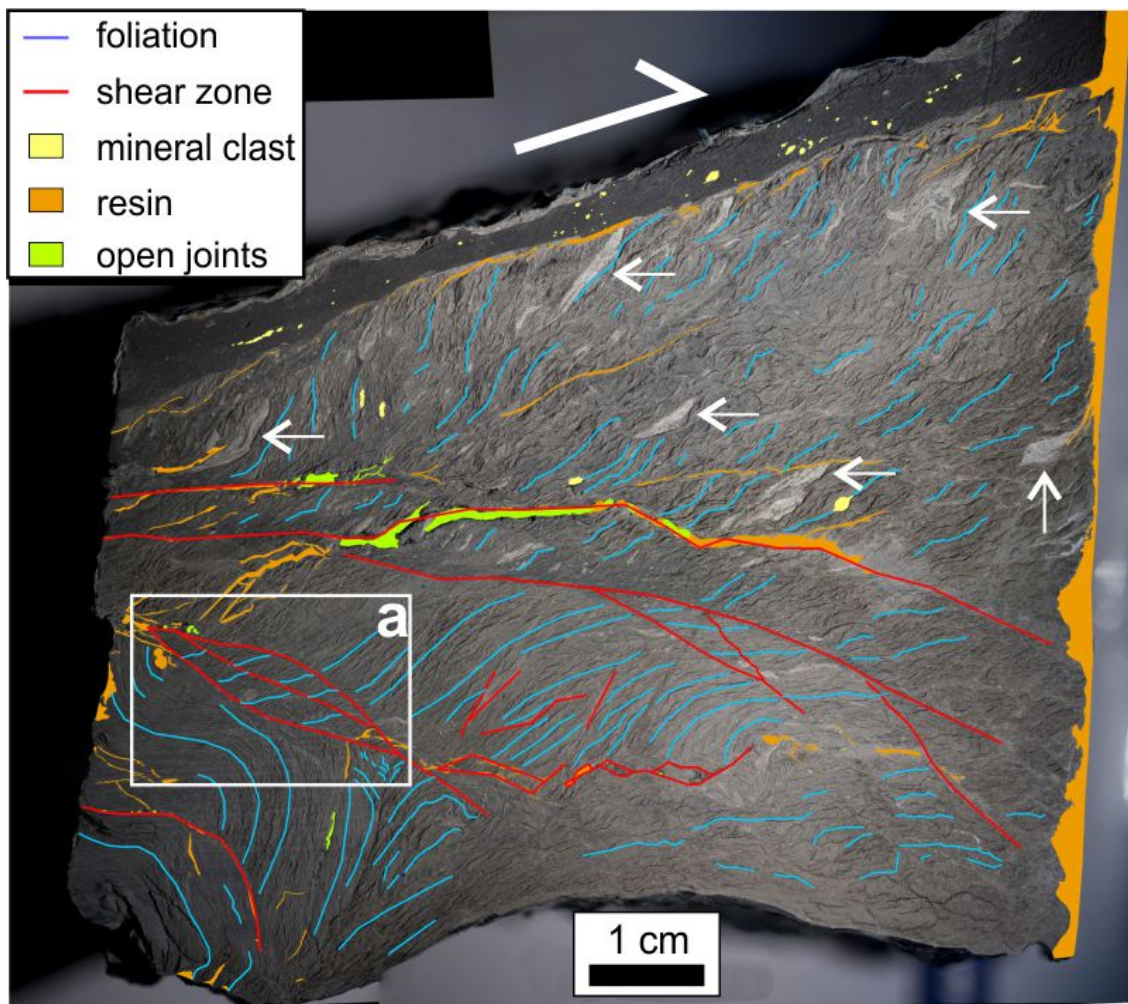 foliation
shear zone
mineral clast
resin
open joints
a
1 cm